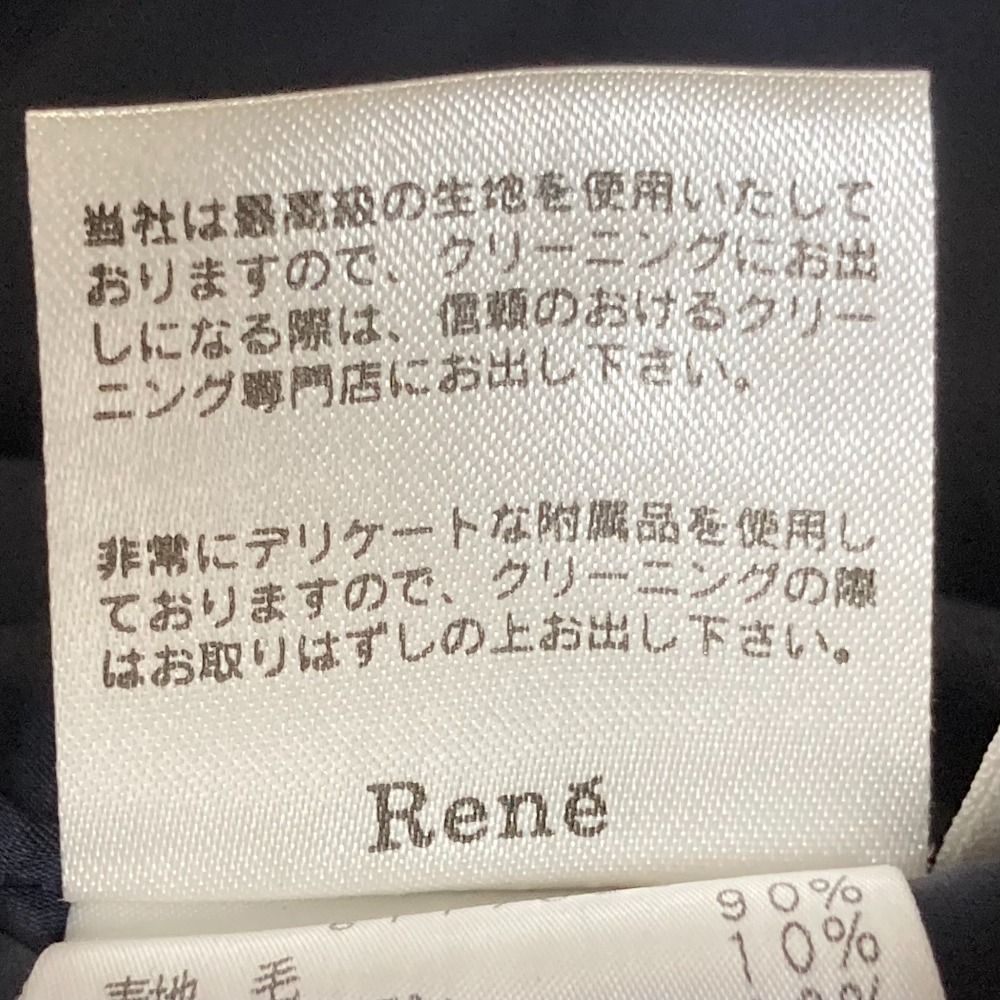 当社は最高級の生地を使用いたして
おりますので、クリーニングにお出
しになる際は、信頼のおけるクリー
ニング専門店にお出し下さい。
非常にデリケートな附属品を使用し
ておりますので、クリーニングの際
はお取りはずしの上お出し下さい。
René
90%
10%
表地 毛